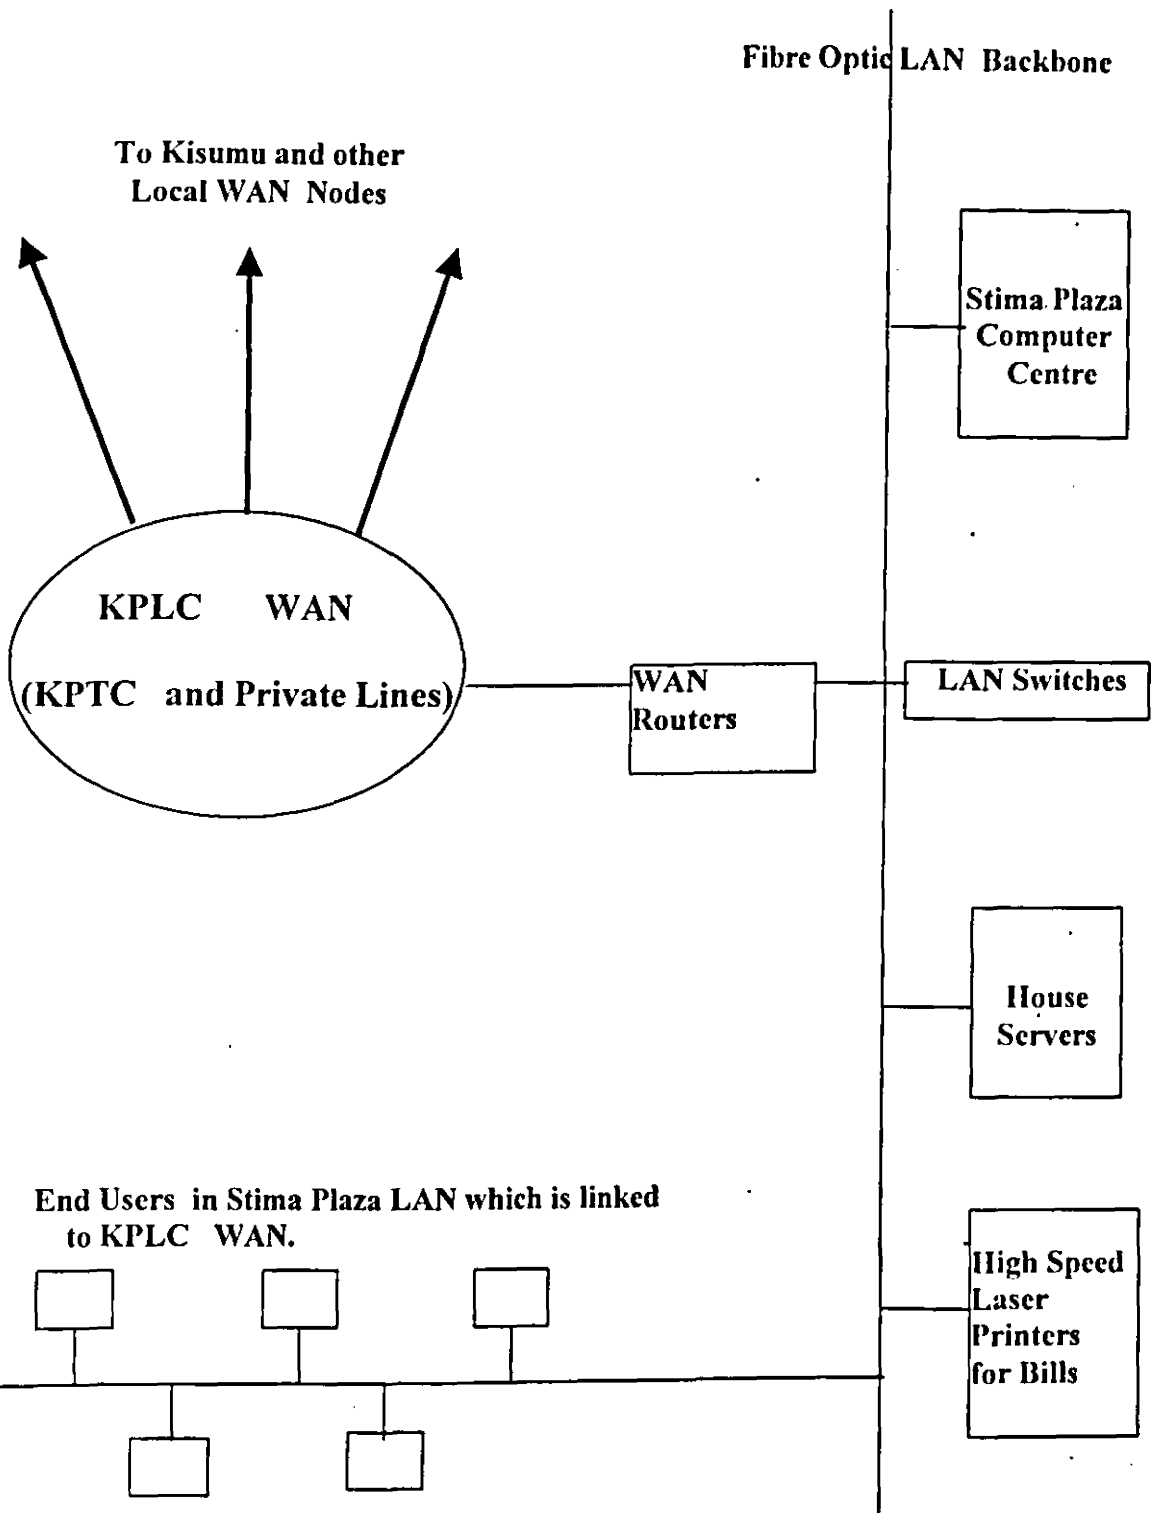 Fibre Optic LAN Backbone
To Kisumu and other
Local WAN Nodes
Stima Plaza
Computer
Centre
KPLC WAN
(KPTC and Private Lines)
WAN
Routers
LAN Switches
House
Servers
End Users in Stima Plaza LAN which is linked
to KPLC WAN.
High Speed
Laser
Printers
for Bills